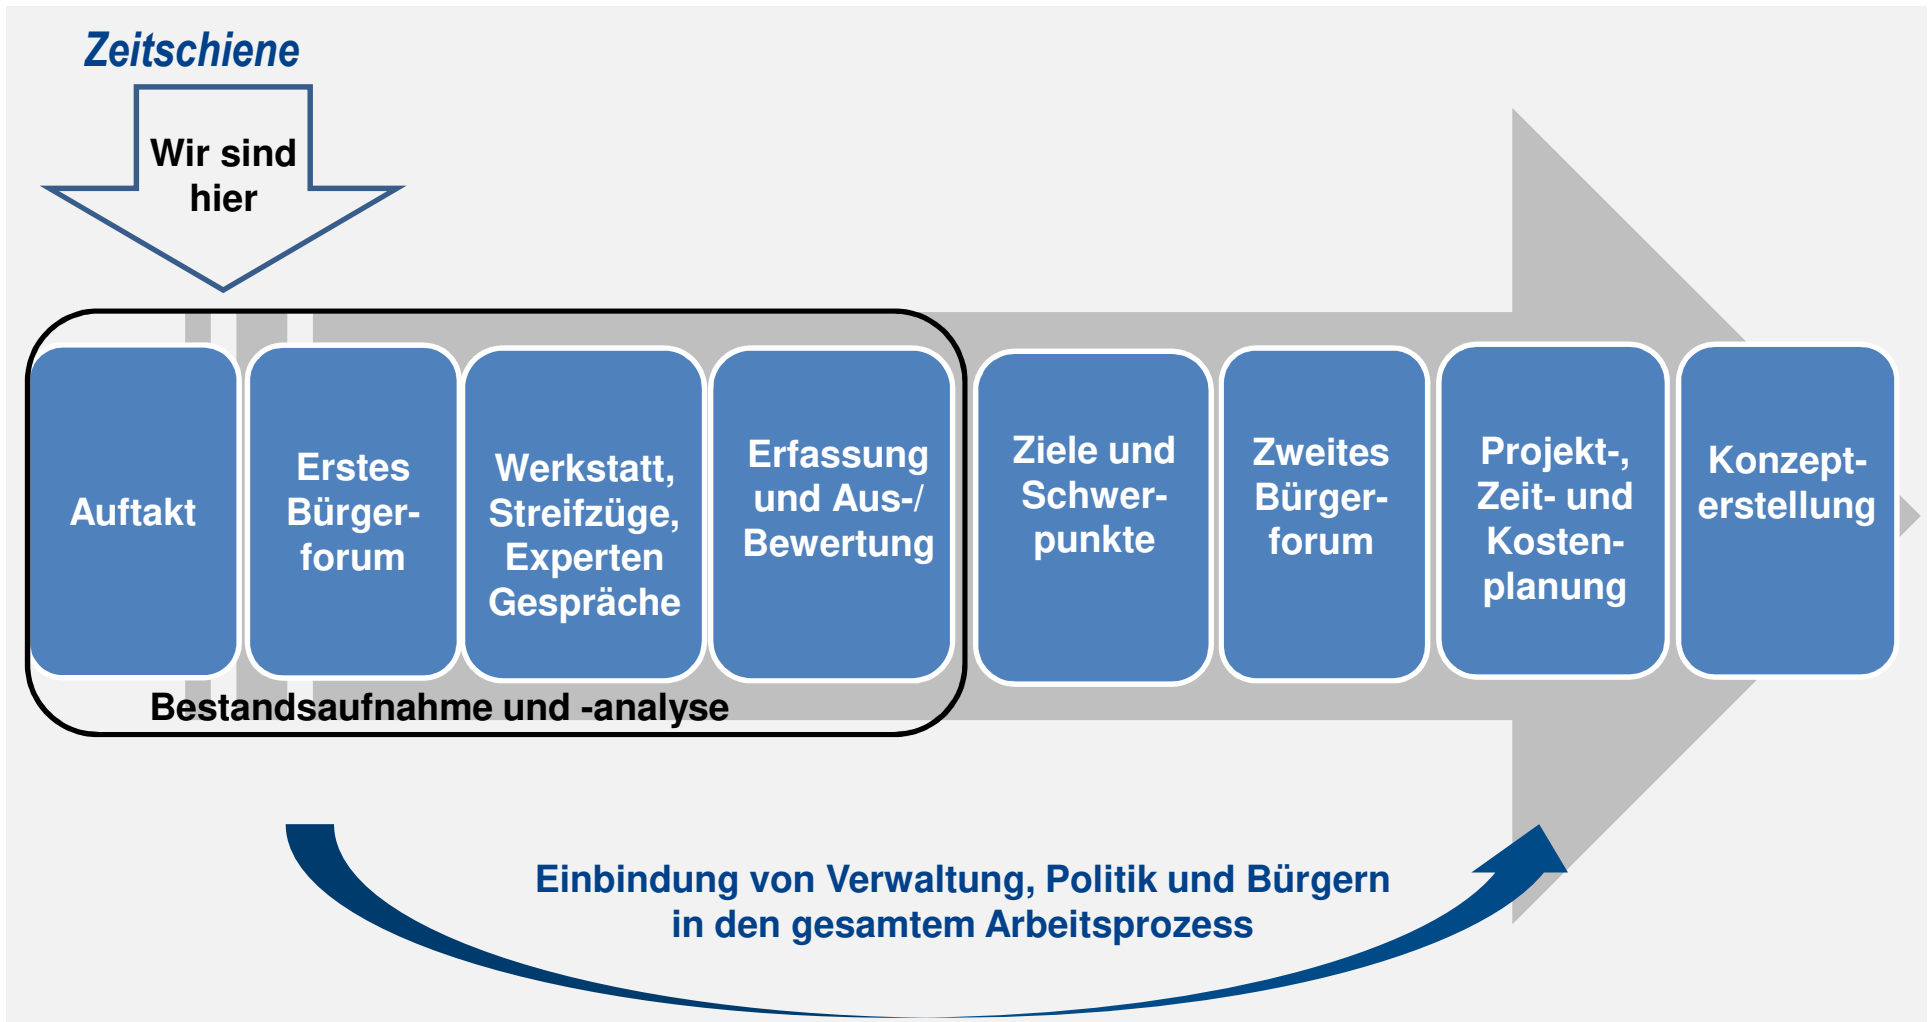 Zeitschiene
Wir sind
hier
Auftakt
Erstes
Bürger-
forum
Werkstatt,
Streifzüge,
Experten
Gespräche
Erfassung
und Aus-/
Bewertung
Ziele und
Schwer-
punkte
Zweites
Bürger-
forum
Projekt-,
Zeit- und
Kosten-
planung
Konzept-
erstellung
Bestandsaufnahme und -analyse
Einbindung von Verwaltung, Politik und Bürgern
in den gesamtem Arbeitsprozess